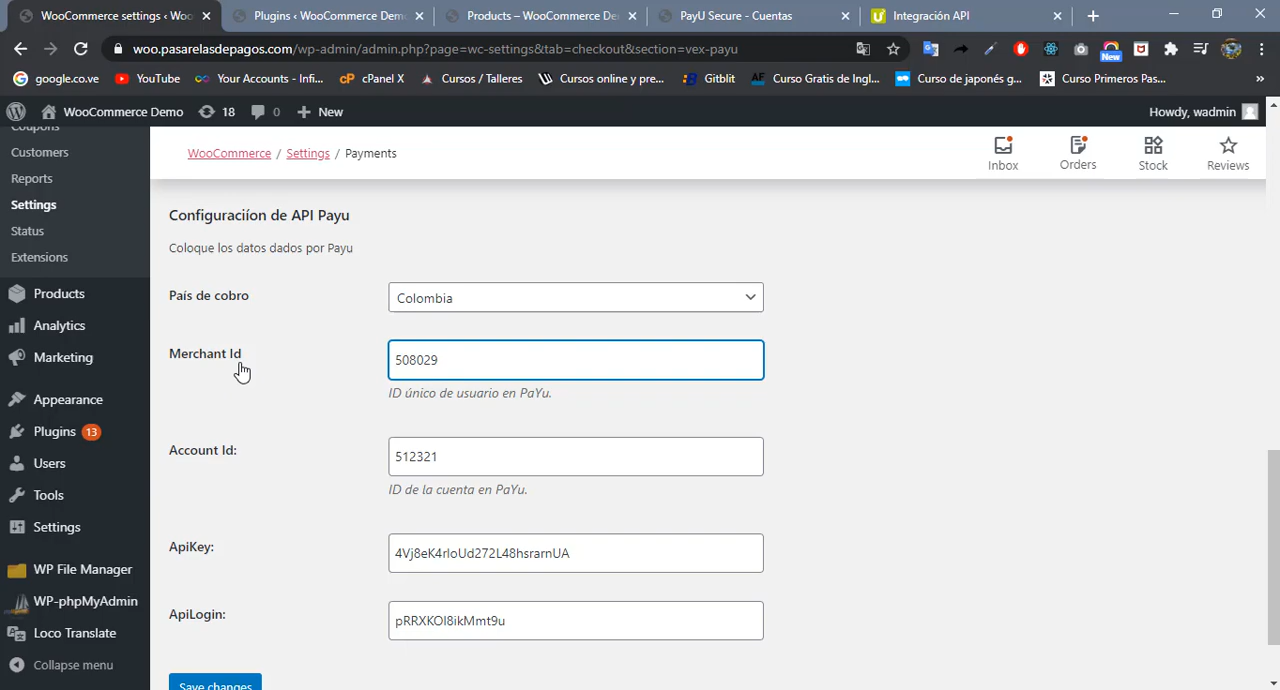 WooCommerce settings ‹ Woo
Plugins ‹ WooCommerce Demo
Products – WooCommerce De
PayU Secure - Cuentas
Integración API
woo.pasarelasdepagos.com/wp-admin/admin.php?page=wc-settings&tab=checkout&section=vex-payu
New
google.co.ve
YouTube
Your Accounts - Infi...
cPanel X
Cursos / Talleres
Cursos online y pre...
Gitblit
Curso Gratis de Ingl...
Curso de japonés g...
Curso Primeros Pas...
»
WooCommerce Demo
18
0
New
Howdy, wadmin
Coupons
Customers
Reports
Settings
Status
Extensions
Products
Analytics
Marketing
Appearance
Plugins 13
Users
Tools
Settings
WP File Manager
WP-phpMyAdmin
Loco Translate
Collapse menu
WooCommerce / Settings / Payments
Inbox
Orders
Stock
Reviews
Configuraciíon de API Payu
Coloque los datos dados por Payu
País de cobro
Colombia
Merchant Id
508029
ID único de usuario en PaYu.
Account Id:
512321
ID de la cuenta en PaYu.
ApiKey:
4Vj8eK4rloUd272L48hsrarnUA
ApiLogin:
pRRXKOl8ikMmt9u
Save changes